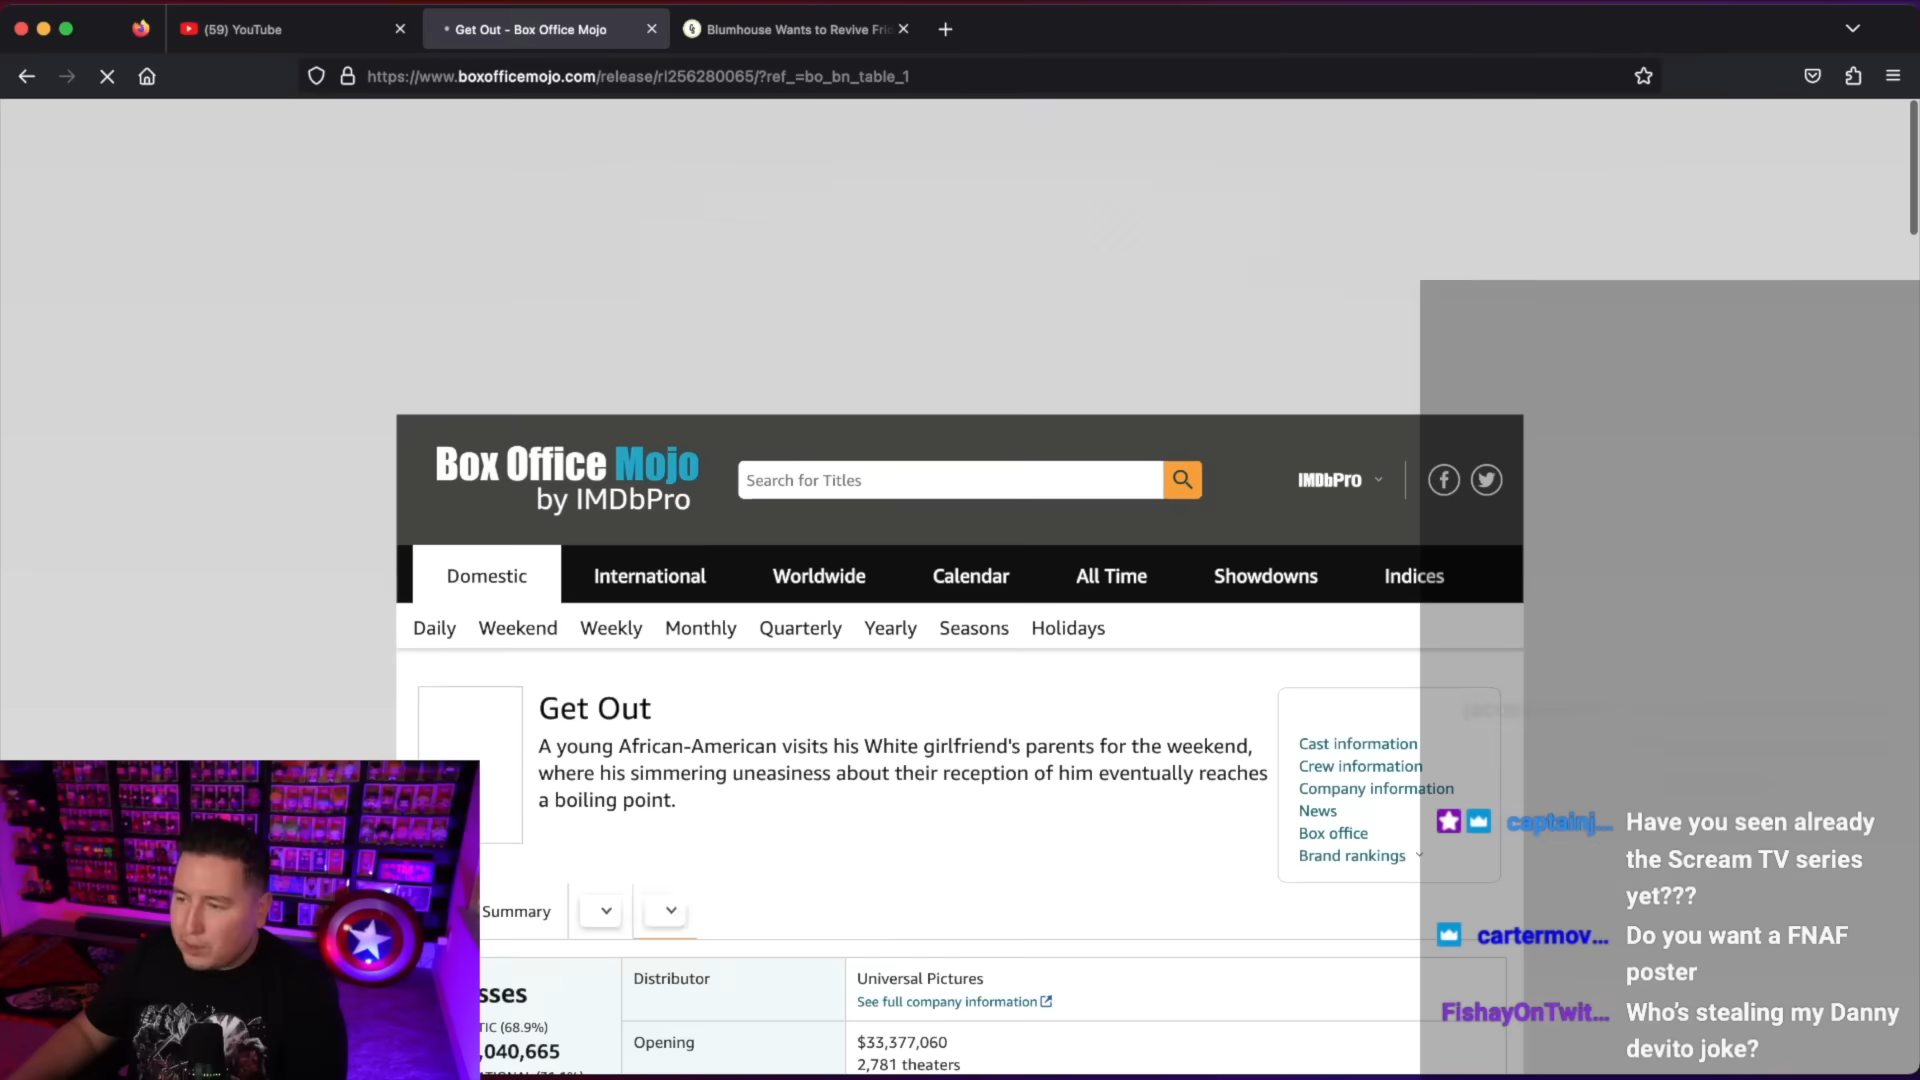 (59) YouTube
Get Out - Box Office Mojo
Blumhouse Wants to Revive Fri
https://www.boxofficemojo.com/release/rl256280065/?ref_=bo_bn_table_1
Box Office Mojo
by IMDbPro
Search for Titles
IMDbPro
Domestic International Worldwide Calendar All Time Showdowns Indices
Daily Weekend Weekly Monthly Quarterly Yearly Seasons Holidays
Get Out
A young African-American visits his White girlfriend's parents for the weekend,
where his simmering uneasiness about their reception of him eventually reaches
a boiling point.
Cast information
Crew information
Company information
News
Box office
Brand rankings
Summary
sses
TIC (68.9%)
,040,665
Distributor
Universal Pictures
See full company information
Opening
$33,377,060
2,781 theaters
captainj... Have you seen already
the Scream TV series
yet???
cartermov... Do you want a FNAF
poster
FishayOnTwit... Who's stealing my Danny
devito joke?